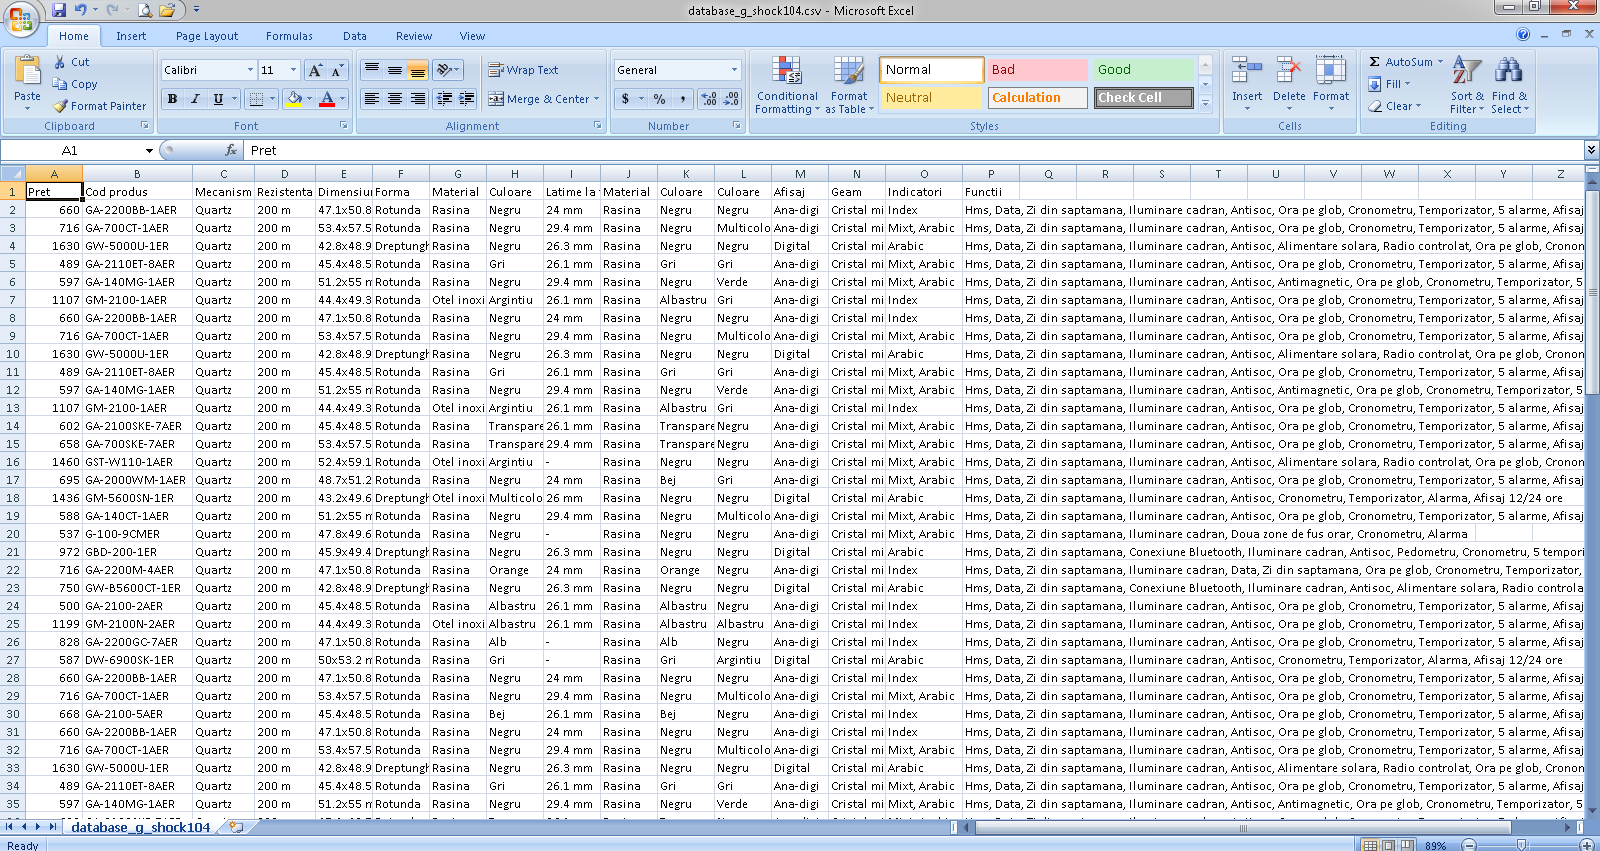 database_g_shock104.csv - Microsoft Excel
Home Insert Page Layout Formulas Data Review View
Paste Cut Copy Format Painter Clipboard
Calibri 11 B I U Font
Wrap Text Merge & Center Alignment
General $ % , Number
Conditional Formatting Format as Table Normal Bad Good Neutral Calculation Check Cell Styles
Insert Delete Format Cells
AutoSum Fill Clear Sort & Filter Find & Select Editing
A1 fx Pret
A B C D E F G H I J K L M N O P Q R S T U V W X Y Z
1 Pret Cod produs Mecanism Rezistenta Dimensiun Forma Material Culoare Latime la Material Culoare Culoare Afisaj Geam Indicatori Functii
2 660 GA-2200BB-1AER Quartz 200 m 47.1x50.8 Rotunda Rasina Negru 24 mm Rasina Negru Negru Ana-digi Cristal mi Index Hms, Data, Zi din saptamana, Iluminare cadran, Antisoc, Ora pe glob, Cronometru, Temporizator, 5 alarme, Afisaj
3 716 GA-700CT-1AER Quartz 200 m 53.4x57.5 Rotunda Rasina Negru 29.4 mm Rasina Negru Multicolo Ana-digi Cristal mi Mixt, Arabic Hms, Data, Zi din saptamana, Iluminare cadran, Antisoc, Ora pe glob, Cronometru, Temporizator, 5 alarme, Afisaj
4 1630 GW-5000U-1ER Quartz 200 m 42.8x48.9 Dreptungh Rasina Negru 26.3 mm Rasina Negru Negru Digital Cristal mi Arabic Hms, Data, Zi din saptamana, Iluminare cadran, Antisoc, Alimentare solara, Radio controlat, Ora pe glob, Cronon
5 489 GA-2110ET-8AER Quartz 200 m 45.4x48.5 Rotunda Rasina Gri 26.1 mm Rasina Gri Gri Ana-digi Cristal mi Mixt, Arabic Hms, Data, Zi din saptamana, Iluminare cadran, Antisoc, Ora pe glob, Cronometru, Temporizator, 5 alarme, Afisaj
6 597 GA-140MG-1AER Quartz 200 m 51.2x55 m Rotunda Rasina Negru 29.4 mm Rasina Negru Verde Ana-digi Cristal mi Mixt, Arabic Hms, Data, Zi din saptamana, Iluminare cadran, Antisoc, Antimagnetic, Ora pe glob, Cronometru, Temporizator, 5
7 1107 GM-2100-1AER Quartz 200 m 44.4x49.3 Rotunda Otel inoxi Argintiu 26.1 mm Rasina Albastru Gri Ana-digi Cristal mi Index Hms, Data, Zi din saptamana, Iluminare cadran, Antisoc, Ora pe glob, Cronometru, Temporizator, 5 alarme, Afisaj
8 660 GA-2200BB-1AER Quartz 200 m 47.1x50.8 Rotunda Rasina Negru 24 mm Rasina Negru Negru Ana-digi Cristal mi Index Hms, Data, Zi din saptamana, Iluminare cadran, Antisoc, Ora pe glob, Cronometru, Temporizator, 5 alarme, Afisaj
9 716 GA-700CT-1AER Quartz 200 m 53.4x57.5 Rotunda Rasina Negru 29.4 mm Rasina Negru Multicolo Ana-digi Cristal mi Mixt, Arabic Hms, Data, Zi din saptamana, Iluminare cadran, Antisoc, Ora pe glob, Cronometru, Temporizator, 5 alarme, Afisaj
10 1630 GW-5000U-1ER Quartz 200 m 42.8x48.9 Dreptungh Rasina Negru 26.3 mm Rasina Negru Negru Digital Cristal mi Arabic Hms, Data, Zi din saptamana, Iluminare cadran, Antisoc, Alimentare solara, Radio controlat, Ora pe glob, Cronon
11 489 GA-2110ET-8AER Quartz 200 m 45.4x48.5 Rotunda Rasina Gri 26.1 mm Rasina Gri Gri Ana-digi Cristal mi Mixt, Arabic Hms, Data, Zi din saptamana, Iluminare cadran, Antisoc, Ora pe glob, Cronometru, Temporizator, 5 alarme, Afisaj
12 597 GA-140MG-1AER Quartz 200 m 51.2x55 m Rotunda Rasina Negru 29.4 mm Rasina Negru Verde Ana-digi Cristal mi Mixt, Arabic Hms, Data, Zi din saptamana, Iluminare cadran, Antisoc, Antimagnetic, Ora pe glob, Cronometru, Temporizator, 5
13 1107 GM-2100-1AER Quartz 200 m 44.4x49.3 Rotunda Otel inoxi Argintiu 26.1 mm Rasina Albastru Gri Ana-digi Cristal mi Index Hms, Data, Zi din saptamana, Iluminare cadran, Antisoc, Ora pe glob, Cronometru, Temporizator, 5 alarme, Afisaj
14 602 GA-2100SKE-7AER Quartz 200 m 45.4x48.5 Rotunda Rasina Transpare 26.1 mm Rasina Transpare Negru Ana-digi Cristal mi Index Hms, Data, Zi din saptamana, Iluminare cadran, Antisoc, Ora pe glob, Cronometru, Temporizator, 5 alarme, Afisaj
15 658 GA-700SKE-7AER Quartz 200 m 53.4x57.5 Rotunda Rasina Transpare 29.4 mm Rasina Transpare Negru Ana-digi Cristal mi Mixt, Arabic Hms, Data, Zi din saptamana, Iluminare cadran, Antisoc, Ora pe glob, Cronometru, Temporizator, 5 alarme, Afisaj
16 1460 GST-W110-1AER Quartz 200 m 52.4x59.1 Rotunda Otel inoxi Argintiu - Rasina Negru Negru Ana-digi Cristal mi Mixt, Arabic Hms, Data, Zi din saptamana, Iluminare cadran, Antisoc, Alimentare solara, Radio controlat, Ora pe glob, Cronon
17 695 GA-2000WM-1AER Quartz 200 m 48.7x51.2 Rotunda Rasina Negru 24 mm Rasina Bej Gri Ana-digi Cristal mi Mixt, Arabic Hms, Data, Zi din saptamana, Iluminare cadran, Antisoc, Ora pe glob, Cronometru, Temporizator, 5 alarme, Afisaj
18 1436 GM-5600SN-1ER Quartz 200 m 43.2x49.6 Dreptungh Otel inoxi Multicolo 26 mm Rasina Negru Negru Digital Cristal mi Arabic Hms, Data, Zi din saptamana, Iluminare cadran, Antisoc, Cronometru, Temporizator, Alarma, Afisaj 12/24 ore
19 588 GA-140CT-1AER Quartz 200 m 51.2x55 m Rotunda Rasina Negru 29.4 mm Rasina Negru Multicolo Ana-digi Cristal mi Mixt, Arabic Hms, Data, Zi din saptamana, Iluminare cadran, Antisoc, Ora pe glob, Cronometru, Temporizator, 5 alarme, Afisaj
20 537 G-100-9CMER Quartz 200 m 47.8x49.6 Rotunda Rasina Negru - Rasina Negru Negru Ana-digi Cristal mi Mixt, Arabic Hms, Data, Zi din saptamana, Iluminare cadran, Doua zone de fus orar, Cronometru, Alarma
21 972 GBD-200-1ER Quartz 200 m 45.9x49.4 Dreptungh Rasina Negru 26.3 mm Rasina Negru Negru Digital Cristal mi Arabic Hms, Data, Zi din saptamana, Conexiune Bluetooth, Iluminare cadran, Antisoc, Pedometru, Cronometru, 5 tempori
22 716 GA-2200M-4AER Quartz 200 m 47.1x50.8 Rotunda Rasina Orange 24 mm Rasina Orange Negru Ana-digi Cristal mi Index Hms, Data, Zi din saptamana, Iluminare cadran, Data, Zi din saptamana, Ora pe glob, Cronometru, Temporizator,
23 750 GW-B5600CT-1ER Quartz 200 m 42.8x48.9 Dreptungh Rasina Negru 26.3 mm Rasina Negru Negru Digital Cristal mi Arabic Hms, Data, Zi din saptamana, Conexiune Bluetooth, Iluminare cadran, Antisoc, Alimentare solara, Radio controla
24 500 GA-2100-2AER Quartz 200 m 45.4x48.5 Rotunda Rasina Albastru 26.1 mm Rasina Albastru Negru Ana-digi Cristal mi Index Hms, Data, Zi din saptamana, Iluminare cadran, Antisoc, Ora pe glob, Cronometru, Temporizator, 5 alarme, Afisaj
25 1199 GM-2100N-2AER Quartz 200 m 44.4x49.3 Rotunda Otel inoxi Albastru 26.1 mm Rasina Albastru Albastru Ana-digi Cristal mi Index Hms, Data, Zi din saptamana, Iluminare cadran, Antisoc, Ora pe glob, Cronometru, Temporizator, 5 alarme, Afisaj
26 828 GA-2200GC-7AER Quartz 200 m 47.1x50.8 Rotunda Rasina Alb - Rasina Alb Negru Ana-digi Cristal mi Index Hms, Data, Zi din saptamana, Iluminare cadran, Antisoc, Ora pe glob, Cronometru, Temporizator, 5 alarme, Afisaj
27 587 DW-6900SK-1ER Quartz 200 m 50x53.2 m Rotunda Rasina Gri - Rasina Gri Argintiu Digital Cristal mi Arabic Hms, Data, Zi din saptamana, Iluminare cadran, Antisoc, Cronometru, Temporizator, Alarma, Afisaj 12/24 ore
28 660 GA-2200BB-1AER Quartz 200 m 47.1x50.8 Rotunda Rasina Negru 24 mm Rasina Negru Negru Ana-digi Cristal mi Index Hms, Data, Zi din saptamana, Iluminare cadran, Antisoc, Ora pe glob, Cronometru, Temporizator, 5 alarme, Afisaj
29 716 GA-700CT-1AER Quartz 200 m 53.4x57.5 Rotunda Rasina Negru 29.4 mm Rasina Negru Multicolo Ana-digi Cristal mi Mixt, Arabic Hms, Data, Zi din saptamana, Iluminare cadran, Antisoc, Ora pe glob, Cronometru, Temporizator, 5 alarme, Afisaj
30 668 GA-2100-5AER Quartz 200 m 45.4x48.5 Rotunda Rasina Bej 26.1 mm Rasina Bej Negru Ana-digi Cristal mi Index Hms, Data, Zi din saptamana, Iluminare cadran, Antisoc, Ora pe glob, Cronometru, Temporizator, 5 alarme, Afisaj
31 660 GA-2200BB-1AER Quartz 200 m 47.1x50.8 Rotunda Rasina Negru 24 mm Rasina Negru Negru Ana-digi Cristal mi Index Hms, Data, Zi din saptamana, Iluminare cadran, Antisoc, Ora pe glob, Cronometru, Temporizator, 5 alarme, Afisaj
32 716 GA-700CT-1AER Quartz 200 m 53.4x57.5 Rotunda Rasina Negru 29.4 mm Rasina Negru Multicolo Ana-digi Cristal mi Mixt, Arabic Hms, Data, Zi din saptamana, Iluminare cadran, Antisoc, Ora pe glob, Cronometru, Temporizator, 5 alarme, Afisaj
33 1630 GW-5000U-1ER Quartz 200 m 42.8x48.9 Dreptungh Rasina Negru 26.3 mm Rasina Negru Negru Digital Cristal mi Arabic Hms, Data, Zi din saptamana, Iluminare cadran, Antisoc, Alimentare solara, Radio controlat, Ora pe glob, Cronon
34 489 GA-2110ET-8AER Quartz 200 m 45.4x48.5 Rotunda Rasina Gri 26.1 mm Rasina Gri Gri Ana-digi Cristal mi Mixt, Arabic Hms, Data, Zi din saptamana, Iluminare cadran, Antisoc, Ora pe glob, Cronometru, Temporizator, 5 alarme, Afisaj
35 597 GA-140MG-1AER Quartz 200 m 51.2x55 m Rotunda Rasina Negru 29.4 mm Rasina Negru Verde Ana-digi Cristal mi Mixt, Arabic Hms, Data, Zi din saptamana, Iluminare cadran, Antisoc, Antimagnetic, Ora pe glob, Cronometru, Temporizator, 5
database_g_shock104
Ready 89%